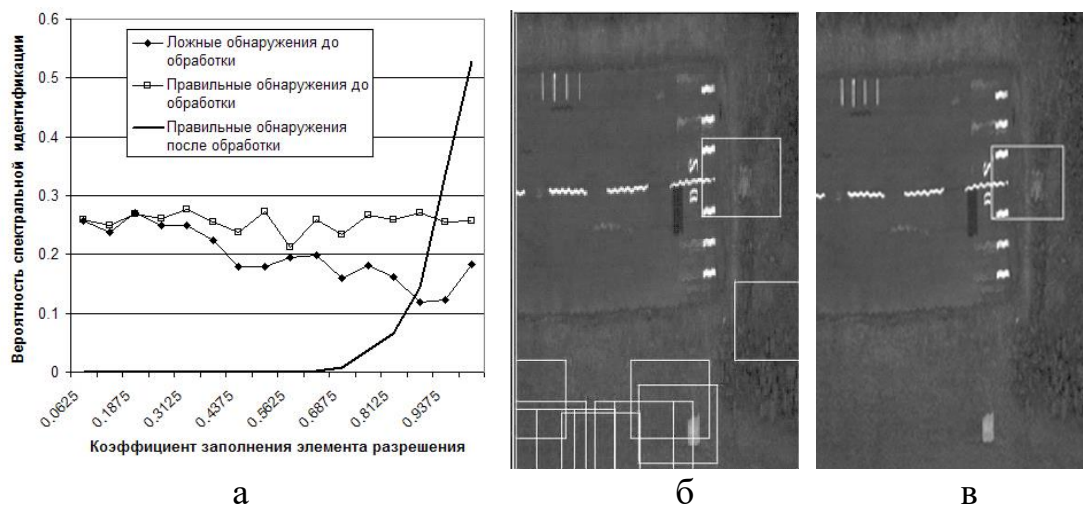 0.6
0.5
0.4
0.3
0.2
0.1
0
Вероятность спектральной идентификации
Ложные обнаружения до
обработки
Правильные обнаружения до
обработки
Правильные обнаружения
после обработки
0.0625
0.1875
0.3125
0.4375
0.5625
0.6875
0.8125
0.9375
Коэффициент заполнения элемента разрешения
а
б
в